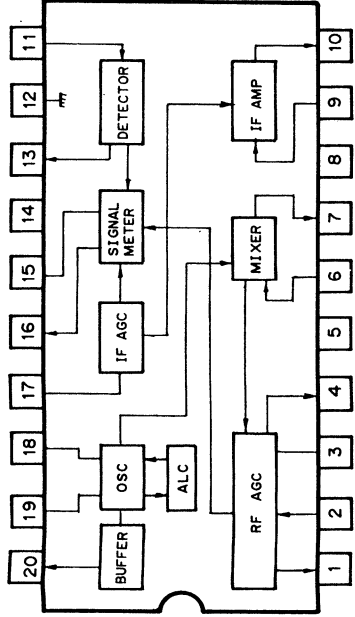 20
19
18
17
16
15
14
13
12
11
BUFFER
OSC
ALC
IF AGC
SIGNAL
METER
DETECTOR
RF AGC
MIXER
IF AMP
1
2
3
4
5
6
7
8
9
10